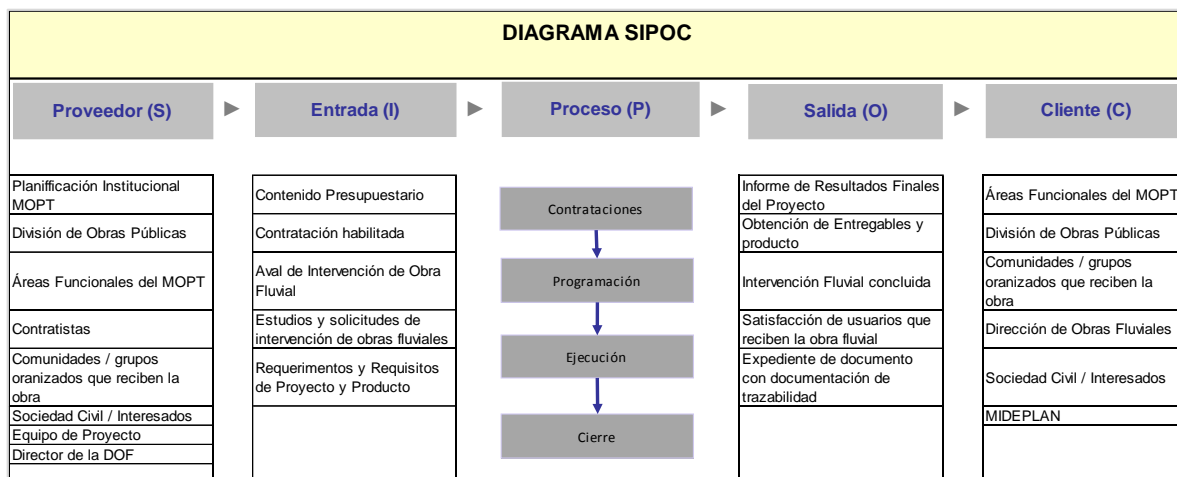 DIAGRAMA SIPOC
Proveedor (S)
Entrada (I)
Proceso (P)
Salida (O)
Cliente (C)
Planifficación Institucional
MOPT
División de Obras Públicas
Áreas Funcionales del MOPT
Contratistas
Comunidades / grupos
oranizados que reciben la
obra
Sociedad Civil / Interesados
Equipo de Proyecto
Director de la DOF
Contenido Presupuestario
Contratación habilitada
Aval de Intervención de Obra
Fluvial
Estudios y solicitudes de
intervención de obras fluviales
Requerimentos y Requisitos
de Proyecto y Producto
Contrataciones
Programación
Ejecución
Cierre
Informe de Resultados Finales
del Proyecto
Obtención de Entregables y
producto
Intervención Fluvial concluida
Satisfacción de usuarios que
reciben la obra fluvial
Expediente de documento
con documentación de
trazabilidad
Áreas Funcionales del MOPT
División de Obras Públicas
Comunidades / grupos
oranizados que reciben la
obra
Dirección de Obras Fluviales
Sociedad Civil / Interesados
MIDEPLAN